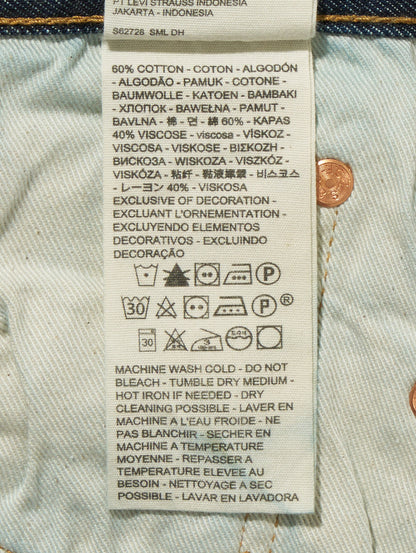 PT LEVI STRAUSS INDONESIA
JAKARTA - INDONESIA
S62728 SML DH
60% COTTON - COTON - ALGODÓN
- ALGODÃO - PAMUK - COTONE -
BAUMWOLLE - KATOEN - BAMBAKI
- ХЛОПОК - BAWEŁNA - PAMUT -
BAVLNA - 棉 - 면 - 綿 60% - KAPAS
40% VISCOSE - viscosa - VİSKOZ -
VISCOSA - VISKOSE - ΒΙΣΚΟΖΗ -
ВИСКОЗА - WISKOZA - VISZKÓZ -
VISKÓZA - 粘纤 - 黏液螺縈 - 비스코스
- レーヨン 40% - VISKOSA
EXCLUSIVE OF DECORATION -
EXCLUANT L'ORNEMENTATION -
EXCLUYENDO ELEMENTOS
DECORATIVOS - EXCLUINDO
DECORAÇÃO
P
30 P ®
30
MACHINE WASH COLD - DO NOT
BLEACH - TUMBLE DRY MEDIUM -
HOT IRON IF NEEDED - DRY
CLEANING POSSIBLE - LAVER EN
MACHINE A L'EAU FROIDE - NE
PAS BLANCHIR - SECHER EN
MACHINE A TEMPERATURE
MOYENNE - REPASSER A
TEMPERATURE ELEVEE AU
BESOIN - NETTOYAGE A SEC
POSSIBLE - LAVAR EN LAVADORA